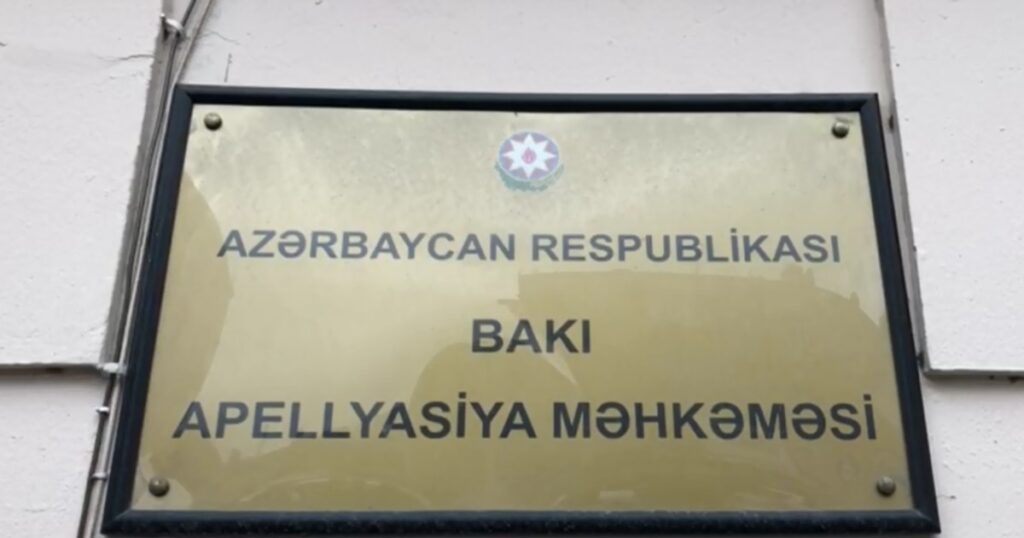 AZƏRBAYCAN RESPUBLİKASI
BAKI
APELLYASİYA MƏHKƏMƏSİ